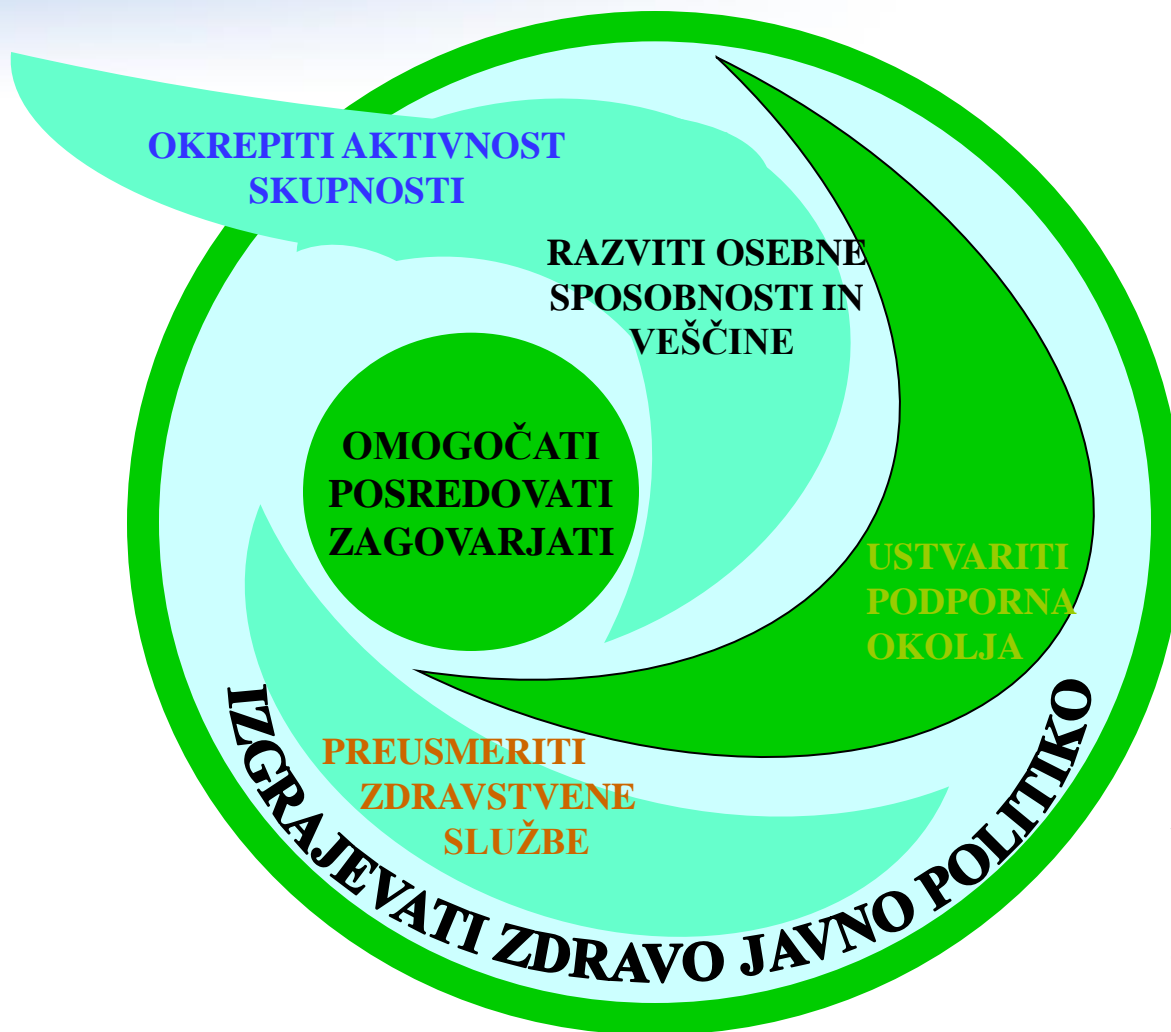 OKREPITI AKTIVNOST
SKUPNOSTI
RAZVITI OSEBNE
SPOSOBNOSTI IN
VEŠČINE
OMOGOČATI
POSREDOVATI
ZAGOVARJATI
USTVARITI
PODPORNA
OKOLJA
PREUSMERITI
ZDRAVSTVENE
SLUŽBE
IZGRAJEVATI ZDRAVO JAVNO POLITIKO